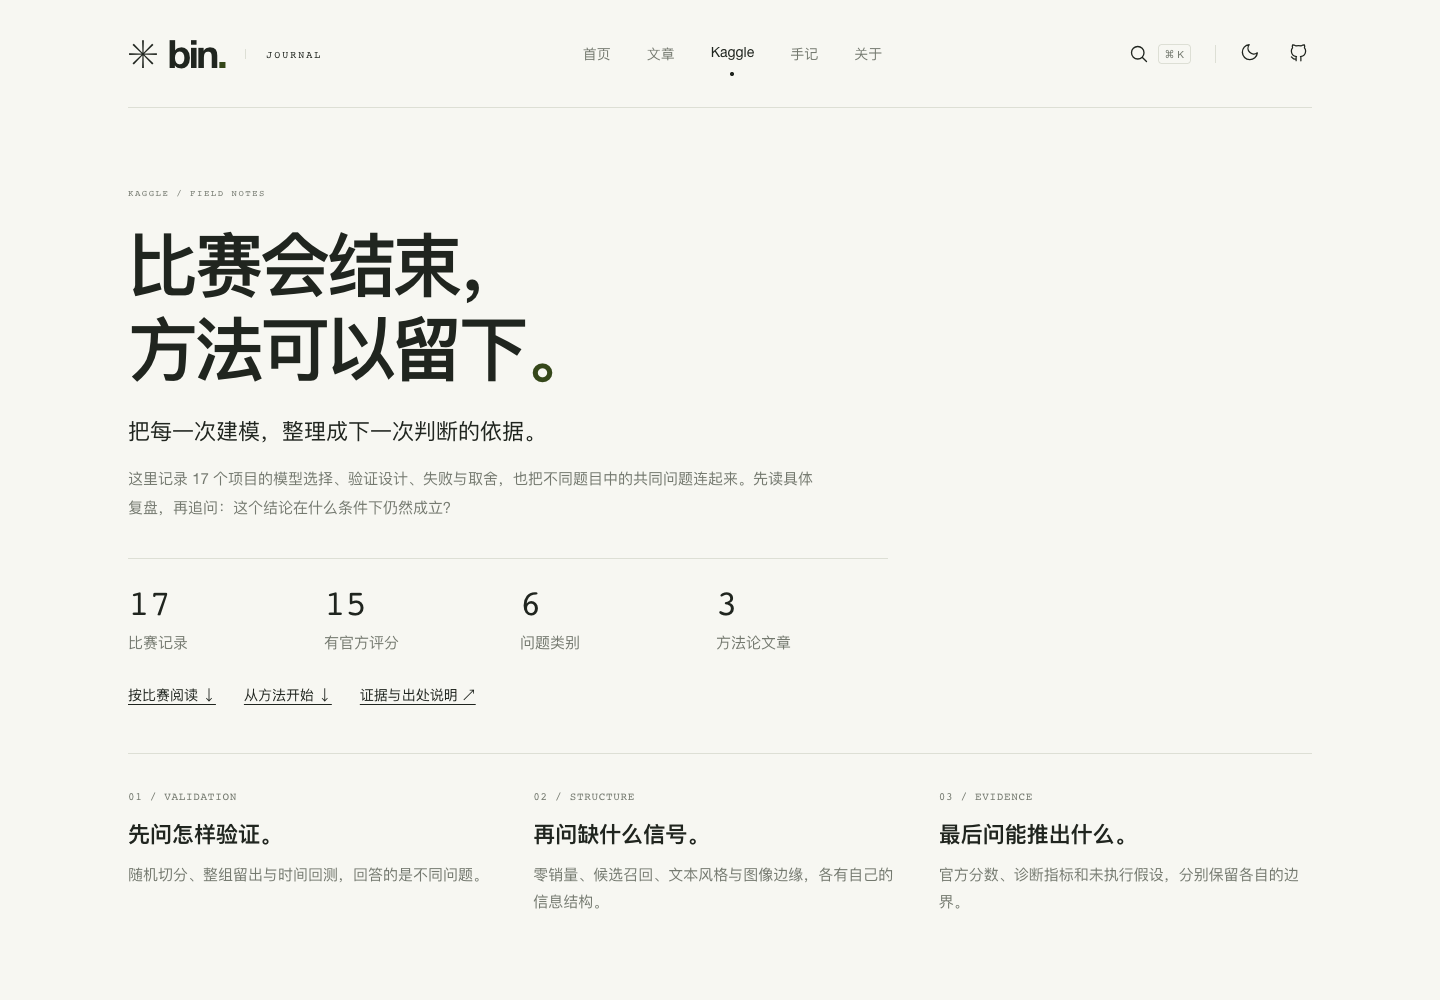 bin.
JOURNAL
首页
文章
Kaggle
手记
关于
⌘ K
KAGGLE / FIELD NOTES
比赛会结束，
方法可以留下。
把每一次建模，整理成下一次判断的依据。
这里记录 17 个项目的模型选择、验证设计、失败与取舍，也把不同题目中的共同问题连起来。先读具体
复盘，再追问：这个结论在什么条件下仍然成立？
17
比赛记录
15
有官方评分
6
问题类别
3
方法论文章
按比赛阅读 ↓
从方法开始 ↓
证据与出处说明 ↗
01 / VALIDATION
先问怎样验证。
随机切分、整组留出与时间回测，回答的是不同问题。
02 / STRUCTURE
再问缺什么信号。
零销量、候选召回、文本风格与图像边缘，各有自己的
信息结构。
03 / EVIDENCE
最后问能推出什么。
官方分数、诊断指标和未执行假设，分别保留各自的边
界。